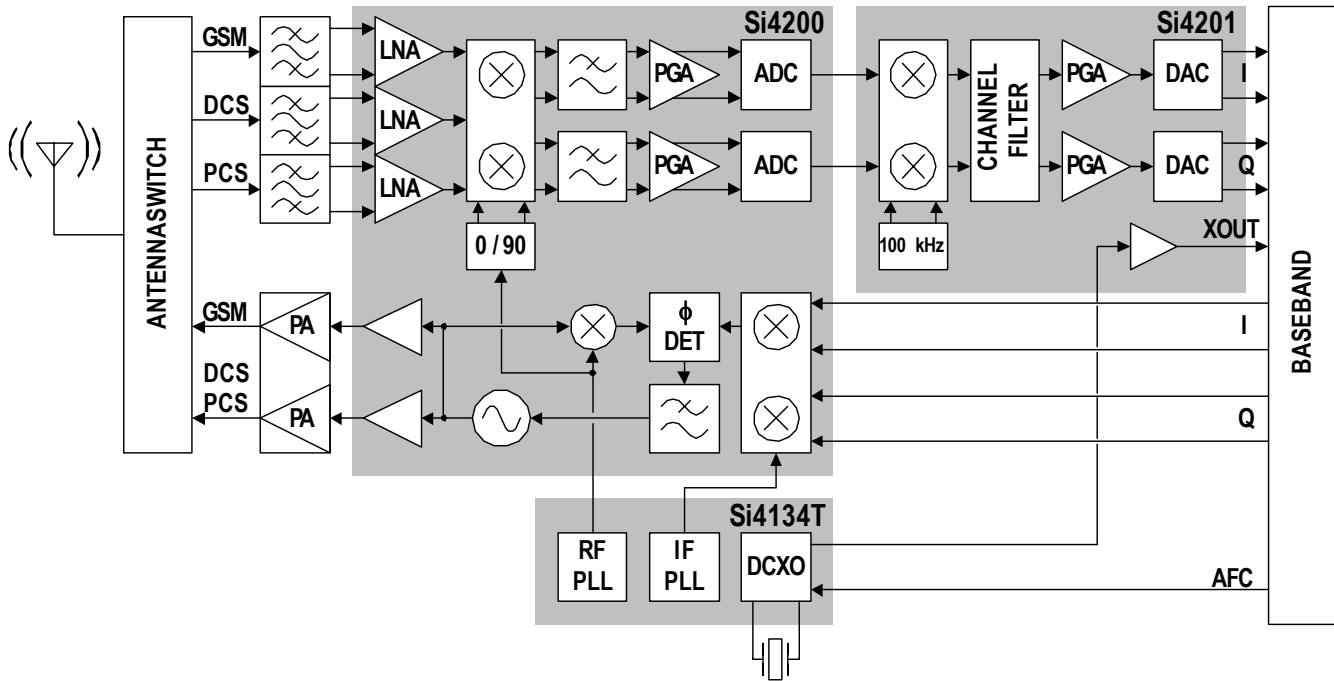 Si4200
Si4201
GSM
LNA
PGA
ADC
PGA
DAC
I
DCS
LNA
CHANNEL
FILTER
PCS
LNA
PGA
ADC
PGA
DAC
Q
ANTENNASWITCH
0 / 90
100 kHz
XOUT
BASEBAND
GSM
PA
ϕ
DET
I
DCS
PCS
PA
Q
Si4134T
RF
PLL
IF
PLL
DCXO
AFC